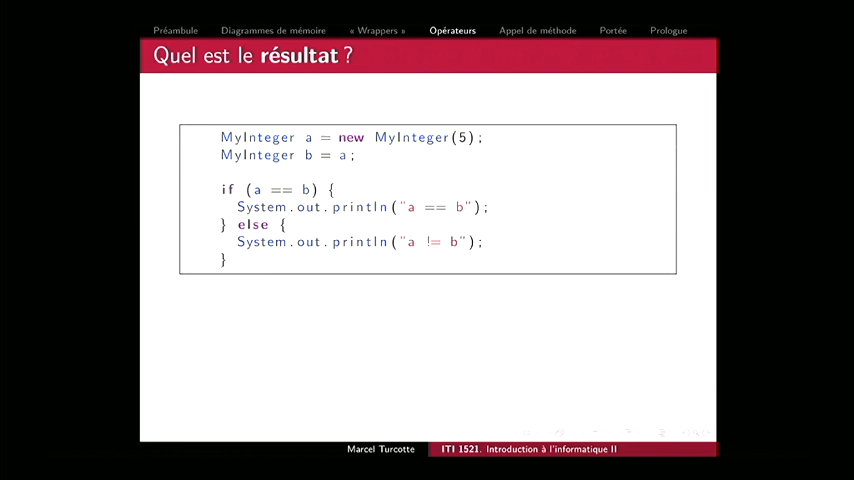 Préambule Diagrammes de mémoire « Wrappers » Opérateurs Appel de méthode Portée Prologue
Quel est le résultat ?
MyInteger a = new MyInteger(5);
MyInteger b = a;
if (a == b) {
System.out.println("a == b");
} else {
System.out.println("a != b");
}
Marcel Turcotte ITI 1521. Introduction à l'informatique II